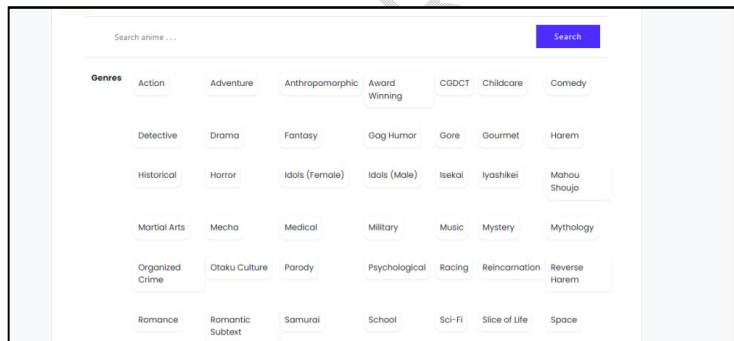 Search anime . . .
Search
Genres
Action Adventure Anthropomorphic Award Winning CGDCT Childcare Comedy
Detective Drama Fantasy Gag Humor Gore Gourmet Harem
Historical Horror Idols (Female) Idols (Male) Isekai Iyashikei Mahou Shoujo
Martial Arts Mecha Medical Military Music Mystery Mythology
Organized Crime Otaku Culture Parody Psychological Racing Reincarnation Reverse Harem
Romance Romantic Subtext Samurai School Sci-Fi Slice of Life Space